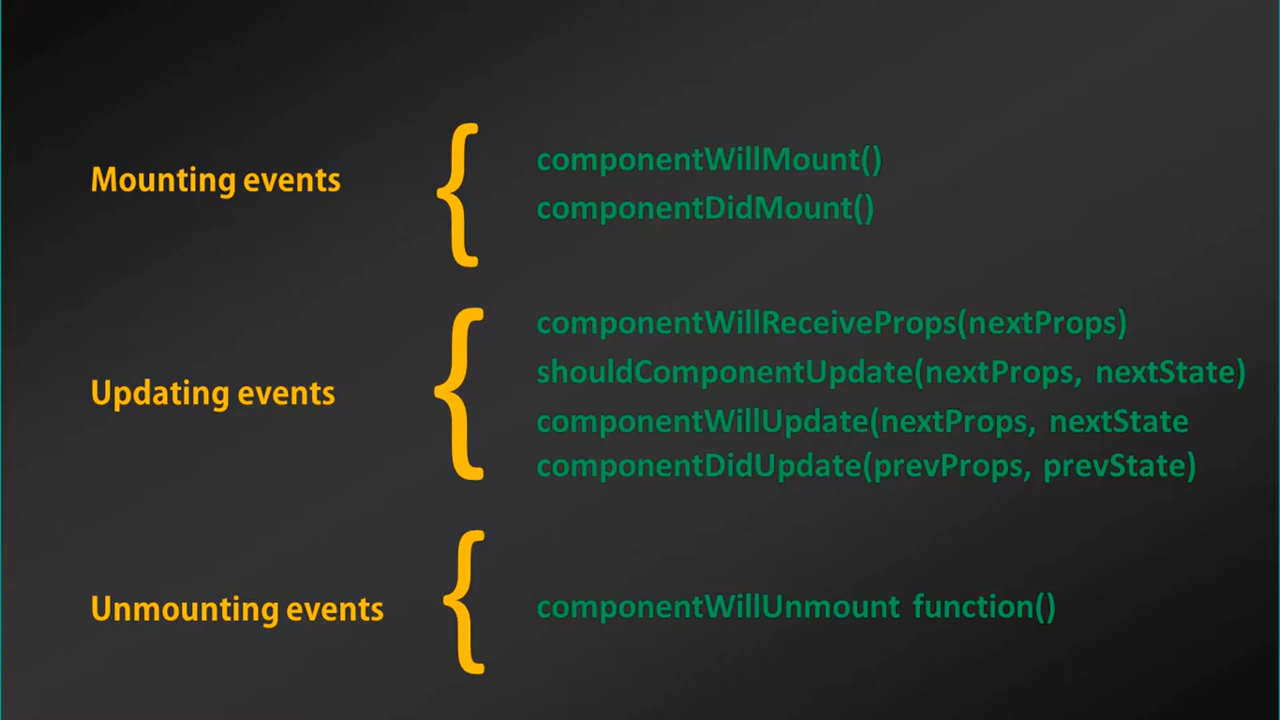 Mounting events
componentWillMount()
componentDidMount()
Updating events
componentWillReceiveProps(nextProps)
shouldComponentUpdate(nextProps, nextState)
componentWillUpdate(nextProps, nextState
componentDidUpdate(prevProps, prevState)
Unmounting events
componentWillUnmount function()